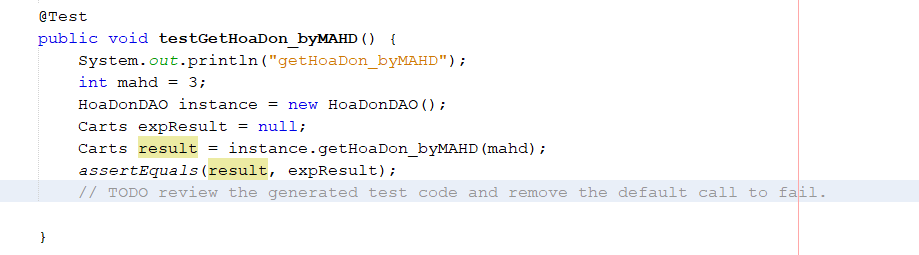 @Test
public void testGetHoaDon_byMAHD() {
System.out.println("getHoaDon_byMAHD");
int mahd = 3;
HoaDonDAO instance = new HoaDonDAO();
Carts expResult = null;
Carts result = instance.getHoaDon_byMAHD(mahd);
assertEquals(result, expResult);
// TODO review the generated test code and remove the default call to fail.
}